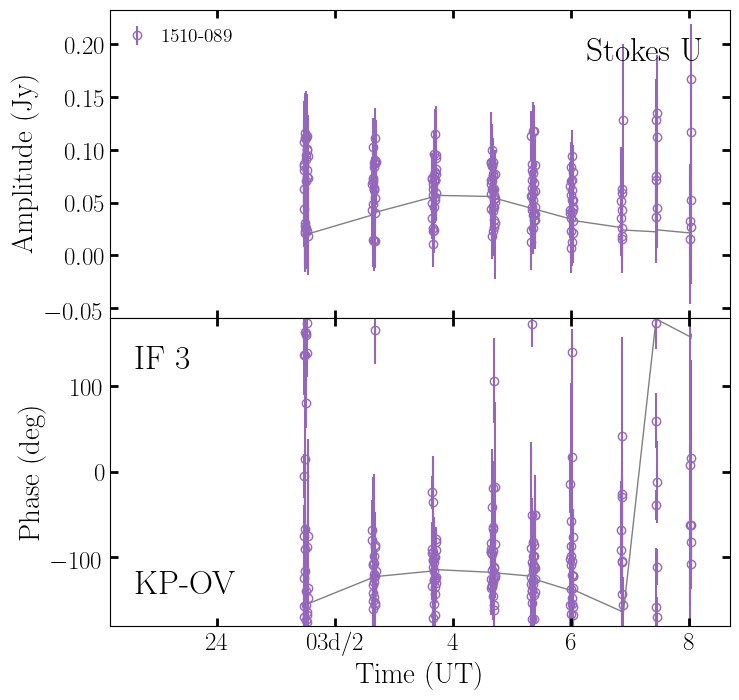 1510-089
Stokes U
0.20
0.15
0.10
0.05
0.00
−0.05
Amplitude (Jy)
IF 3
KP-OV
100
0
−100
Phase (deg)
24 03d/2 4 6 8
Time (UT)